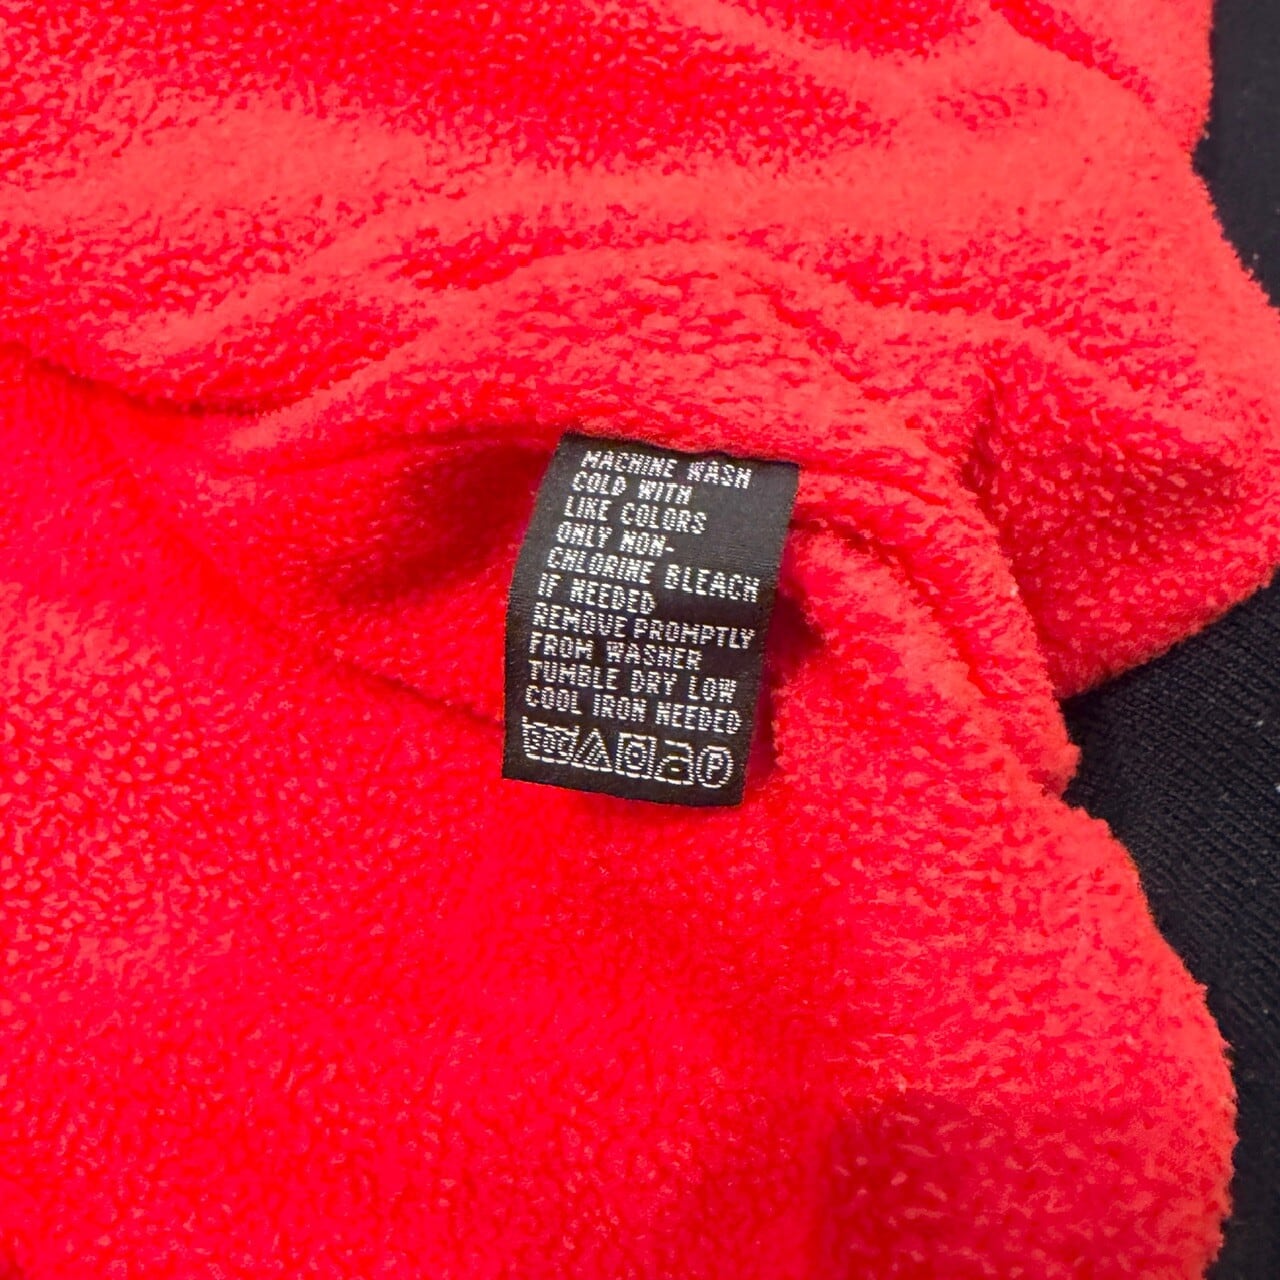 MACHINE WASH
COLD WITH
LIKE COLORS
ONLY NON-
CHLORINE BLEACH
IF NEEDED
REMOVE PROMPTLY
FROM WASHER
TUMBLE DRY LOW
COOL IRON NEEDED
P